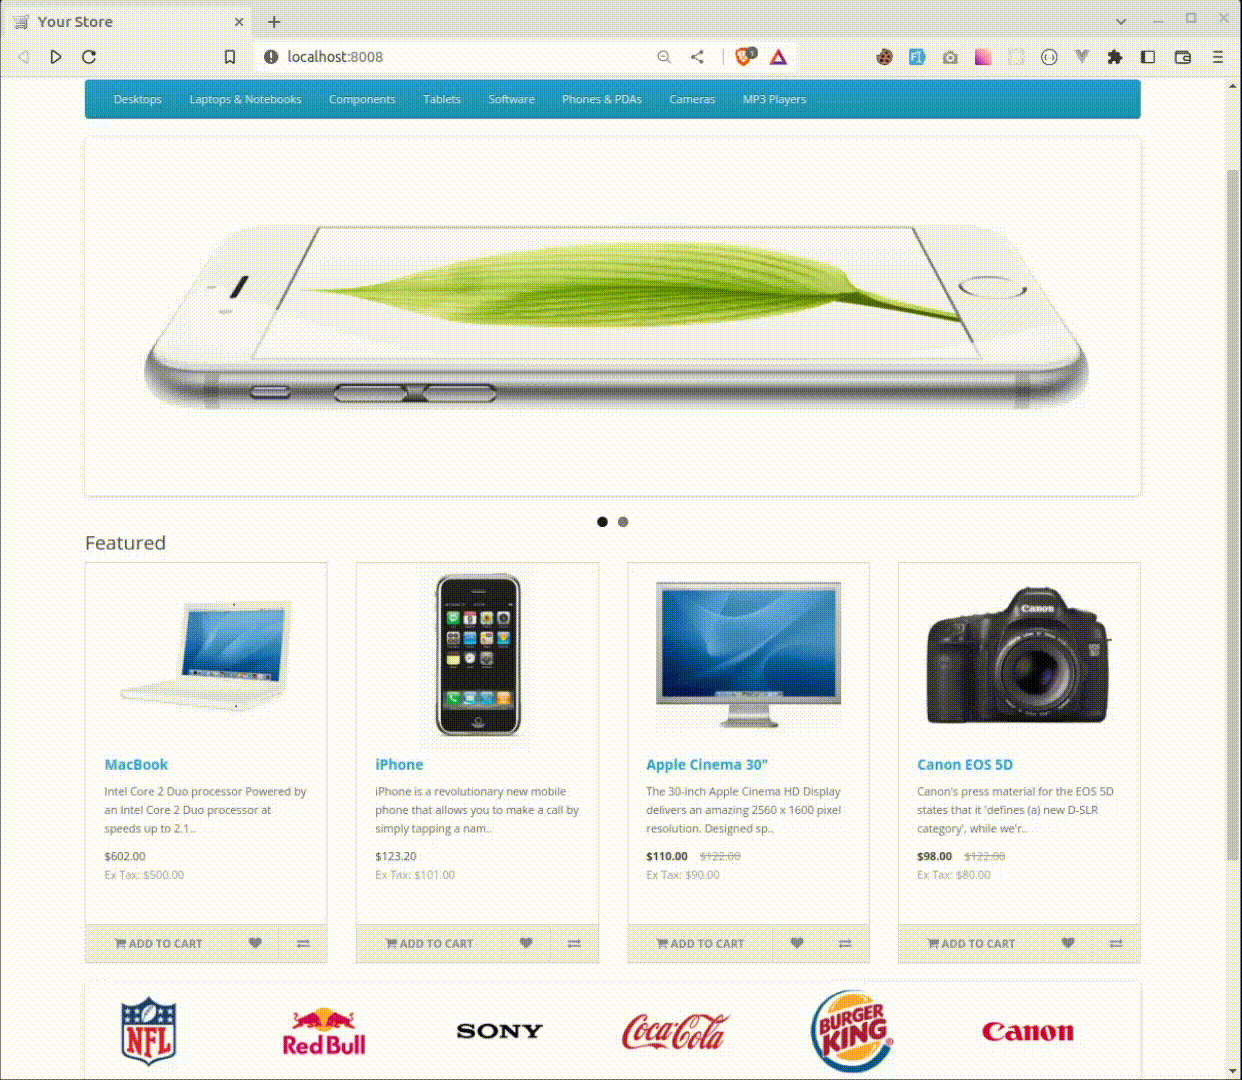 Your Store
localhost:8008
1
Desktops Laptops & Notebooks Components Tablets Software Phones & PDAs Cameras MP3 Players
Featured
Canon
MacBook
Intel Core 2 Duo processor Powered by
an Intel Core 2 Duo processor at
speeds up to 2.1..
$602.00
Ex Tax: $500.00
ADD TO CART
iPhone
iPhone is a revolutionary new mobile
phone that allows you to make a call by
simply tapping a nam..
$123.20
Ex Tax: $101.00
ADD TO CART
Apple Cinema 30"
The 30-inch Apple Cinema HD Display
delivers an amazing 2560 x 1600 pixel
resolution. Designed sp..
$110.00 $122.00
Ex Tax: $90.00
ADD TO CART
Canon EOS 5D
Canon's press material for the EOS 5D
states that it 'defines (a) new D-SLR
category', while we'r..
$98.00 $122.00
Ex Tax: $80.00
ADD TO CART
NFL
Red Bull
SONY
Coca-Cola
BURGER
KING
Canon